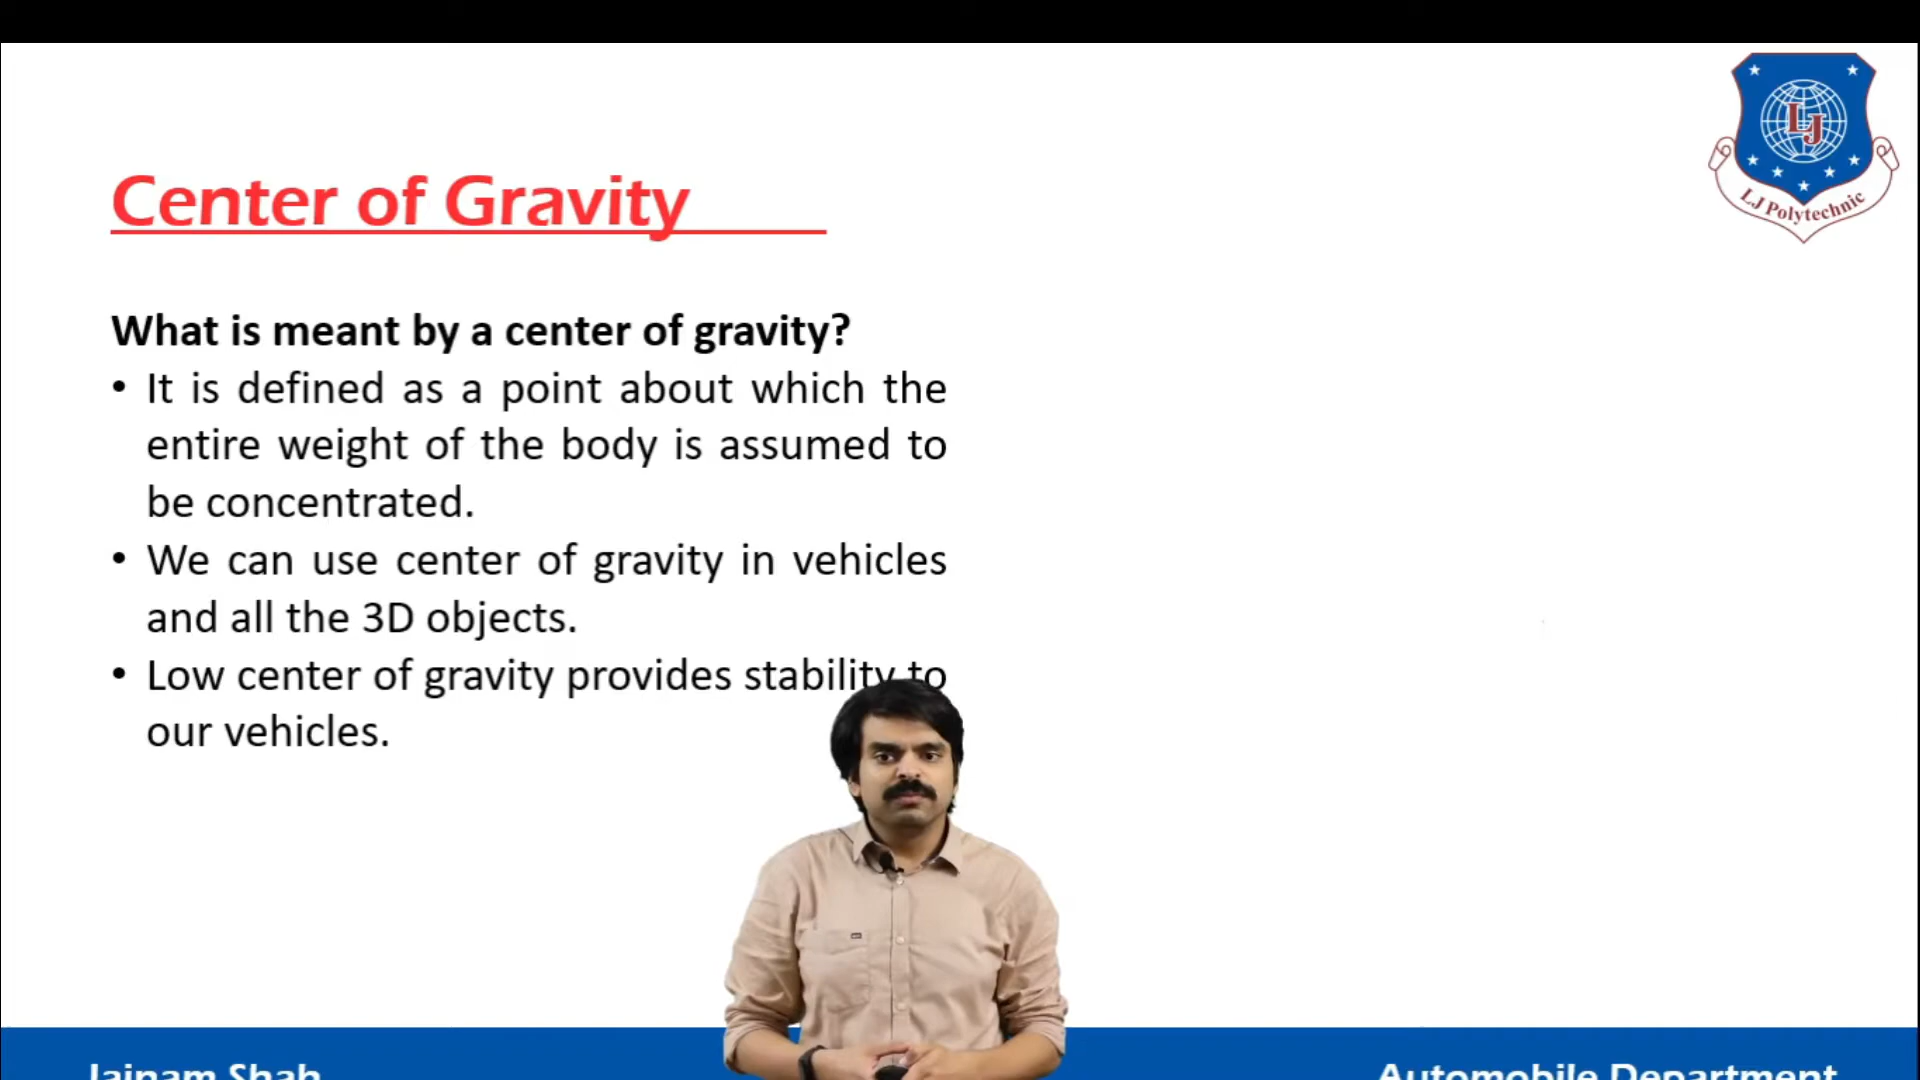 LJ
LJ Polytechnic
Center of Gravity
What is meant by a center of gravity?
• It is defined as a point about which the
entire weight of the body is assumed to
be concentrated.
• We can use center of gravity in vehicles
and all the 3D objects.
• Low center of gravity provides stability to
our vehicles.
Jainam Shah
Automobile Department